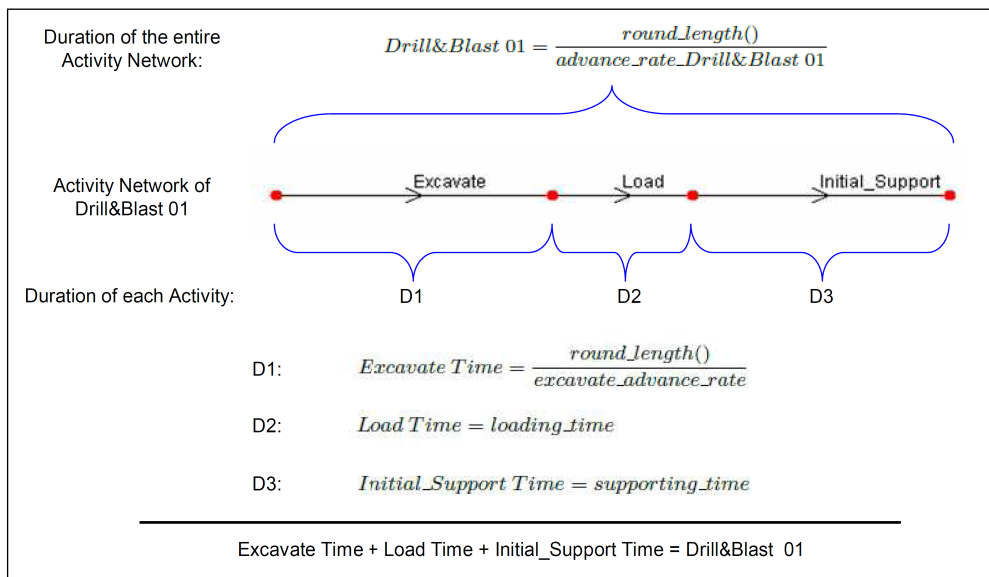 Duration of the entire
Activity Network:
Drill&Blast 01 = round_length() / advance_rate_Drill&Blast 01
Excavate
Load
Initial_Support
Activity Network of
Drill&Blast 01
Duration of each Activity:
D1
D2
D3
D1:
Excavate Time = round_length() / excavate_advance_rate
D2:
Load Time = loading_time
D3:
Initial_Support Time = supporting_time
Excavate Time + Load Time + Initial_Support Time = Drill&Blast 01